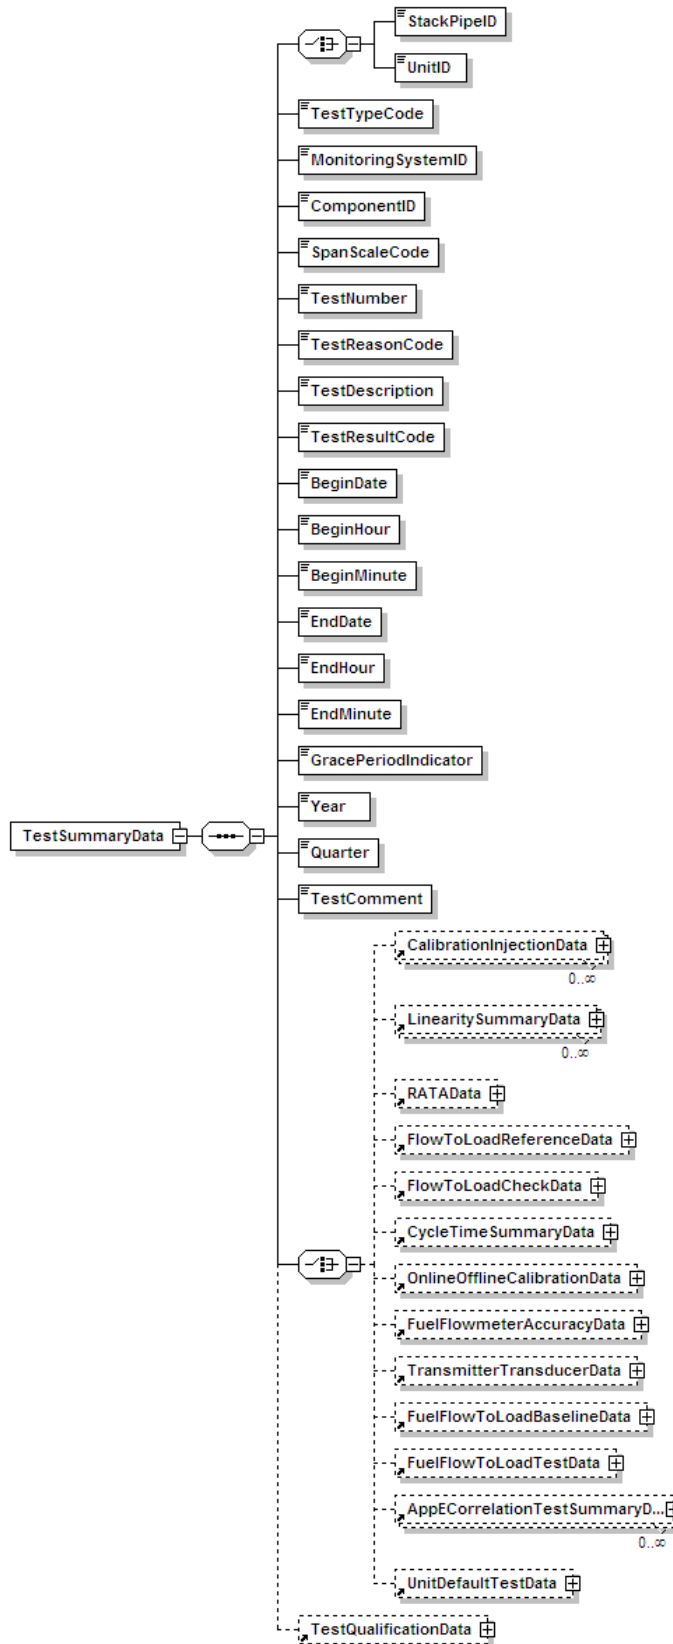 StackPipeID
UnitID
TestTypeCode
MonitoringSystemID
ComponentID
SpanScaleCode
TestNumber
TestReasonCode
TestDescription
TestResultCode
BeginDate
BeginHour
BeginMinute
EndDate
EndHour
EndMinute
GracePeriodIndicator
Year
TestSummaryData
Quarter
TestComment
CalibrationInjectionData
0..∞
LinearitySummaryData
0..∞
RATAData
FlowToLoadReferenceData
FlowToLoadCheckData
CycleTimeSummaryData
OnlineOfflineCalibrationData
FuelFlowmeterAccuracyData
TransmitterTransducerData
FuelFlowToLoadBaselineData
FuelFlowToLoadTestData
AppECorrelationTestSummaryD...
0..∞
UnitDefaultTestData
TestQualificationData